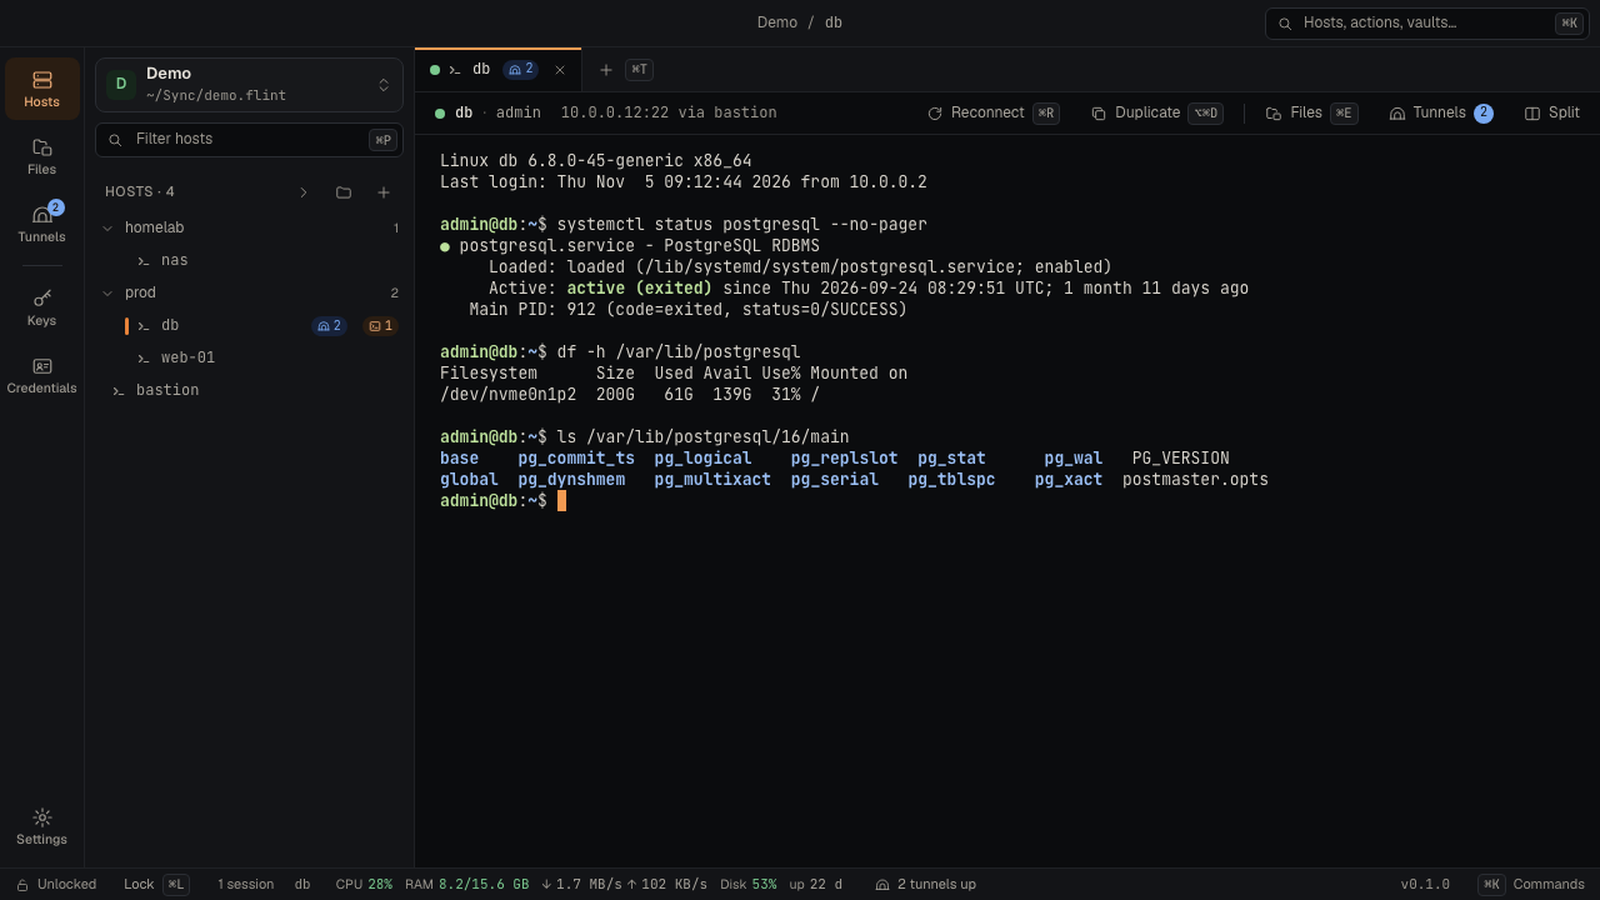 Demo / db
Hosts, actions, vaults… ⌘K
Hosts
Files
2
Tunnels
Keys
Credentials
Settings
D
Demo
~/Sync/demo.flint
Filter hosts ⌘P
HOSTS · 4
homelab 1
nas
prod 2
db 2 1
web-01
bastion
db 2 ⌘T
db · admin 10.0.0.12:22 via bastion Reconnect ⌘R Duplicate ⌥⌘D Files ⌘E Tunnels 2 Split
Linux db 6.8.0-45-generic x86_64
Last login: Thu Nov  5 09:12:44 2026 from 10.0.0.2
admin@db:~$ systemctl status postgresql --no-pager
● postgresql.service - PostgreSQL RDBMS
     Loaded: loaded (/lib/systemd/system/postgresql.service; enabled)
     Active: active (exited) since Thu 2026-09-24 08:29:51 UTC; 1 month 11 days ago
   Main PID: 912 (code=exited, status=0/SUCCESS)
admin@db:~$ df -h /var/lib/postgresql
Filesystem      Size  Used Avail Use% Mounted on
/dev/nvme0n1p2  200G   61G  139G  31% /
admin@db:~$ ls /var/lib/postgresql/16/main
base    pg_commit_ts  pg_logical    pg_replslot  pg_stat      pg_wal   PG_VERSION
global  pg_dynshmem   pg_multixact  pg_serial   pg_tblspc    pg_xact  postmaster.opts
admin@db:~$
Unlocked Lock ⌘L 1 session db CPU 28% RAM 8.2/15.6 GB ↓ 1.7 MB/s ↑ 102 KB/s Disk 53% up 22 d 2 tunnels up v0.1.0 ⌘K Commands